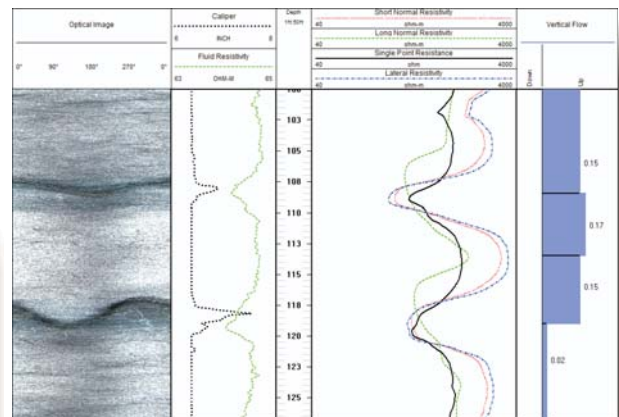 Optical Image
0° 90° 180° 270° 0°
Caliper
6 INCH 8
Fluid Resistivity
63 OHM-M 65
Depth
Short Normal Resistivity
40 ohm-m 4000
Long Normal Resistivity
40 ohm-m 4000
Single Point Resistance
40 ohm 4000
Lateral Resistivity
40 ohm-m 4000
Vertical Flow
Down Up
100
103
105
108
110
113
115
118
120
123
125
0.15
0.17
0.15
0.02